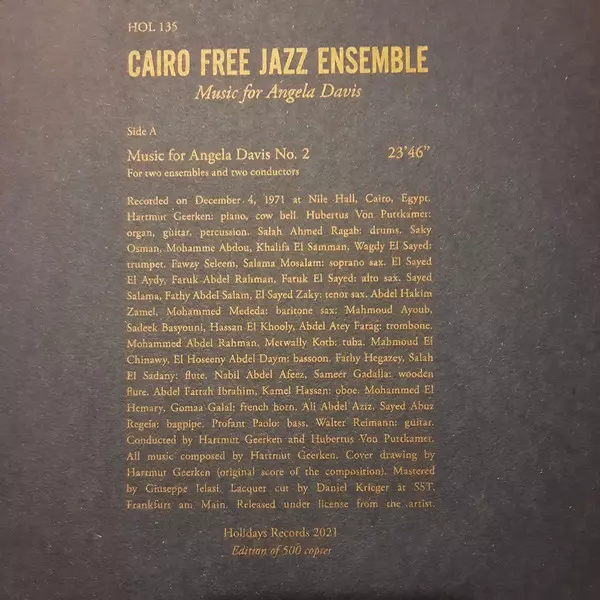 HOL 135
CAIRO FREE JAZZ ENSEMBLE
Music for Angela Davis
Side A
Music for Angela Davis No. 2 23'46"
For two ensembles and two conductors
Recorded on December 4, 1971 at Nile Hall, Cairo, Egypt.
Hartmut Geerken: piano, cow bell. Hubertus Von Puttkamer:
organ, guitar, percussion. Salah Ahmed Ragab: drums. Saky
Osman, Mohamme Abdou, Khalifa El Samman, Wagdy El Sayed:
trumpet. Fawzy Seleem, Salama Mosalam: soprano sax. El Sayed
El Aydy, Faruk Abdel Rahman, Faruk El Sayed: alto sax. Sayed
Salama, Fathy Abdel Salam, El Sayed Zaky: tenor sax. Abdel Hakim
Zamel, Mohammed Mededa: baritone sax: Mahmoud Ayoub,
Sadeek Basyouni, Hassan El Khooly, Abdel Atey Farag: trombone.
Mohammed Abdel Rahman, Metwally Kotb: tuba. Mahmoud El
Chinawy, El Hoseeny Abdel Daym: bassoon. Fathy Hegazey, Salah
El Sadany: flute. Nabil Abdel Afeez, Sameer Gadalla: wooden
flute. Abdel Fattah Ibrahim, Kamel Hassan: oboe. Mohammed El
Hemary, Gomaa Galal: french horn. Ali Abdel Aziz, Sayed Abuz
Regeia: bagpipe. Profant Paolo: bass. Walter Reimann: guitar.
Conducted by Hartmut Geerken and Hubertus Von Puttkamer.
All music composed by Hartmut Geerken. Cover drawing by
Hartmut Geerken (original score of the composition). Mastered
by Giuseppe Ielasi. Lacquer cut by Daniel Krieger at SST,
Frankfurt am Main. Released under license from the artist.
Holidays Records 2021
Edition of 500 copies